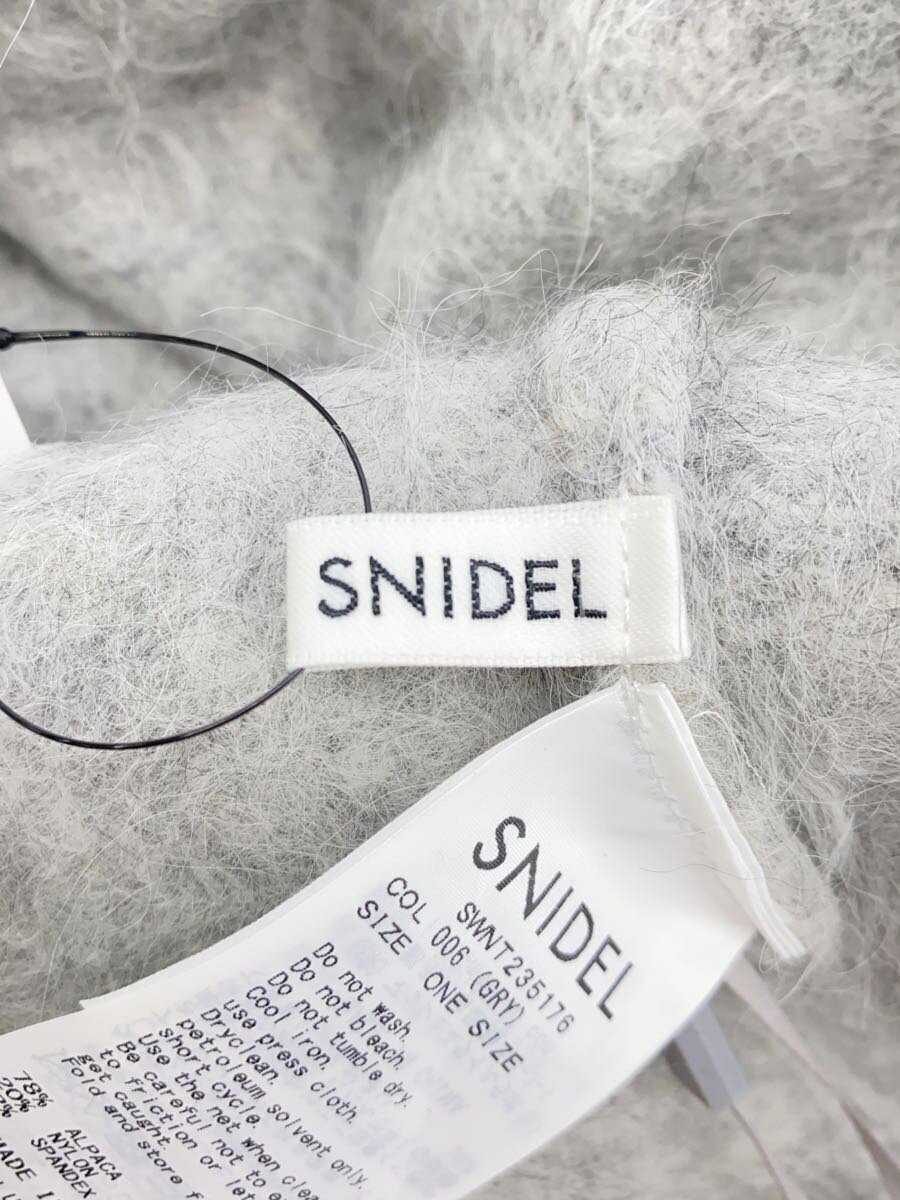 SNIDEL
SNIDEL
SWNT235176
COL 006 (GRY)
SIZE ONE SIZE
Do not wash.
Do not bleach.
Do not tumble dry.
Cool iron.
use press cloth.
Dryclean.
petroleum solvent only.
short cycle.
Use the net when
Be careful not to
get caught or
to friction
Fold and store
78% ALPACA
20% NYLON
% SPANDEX
MADE